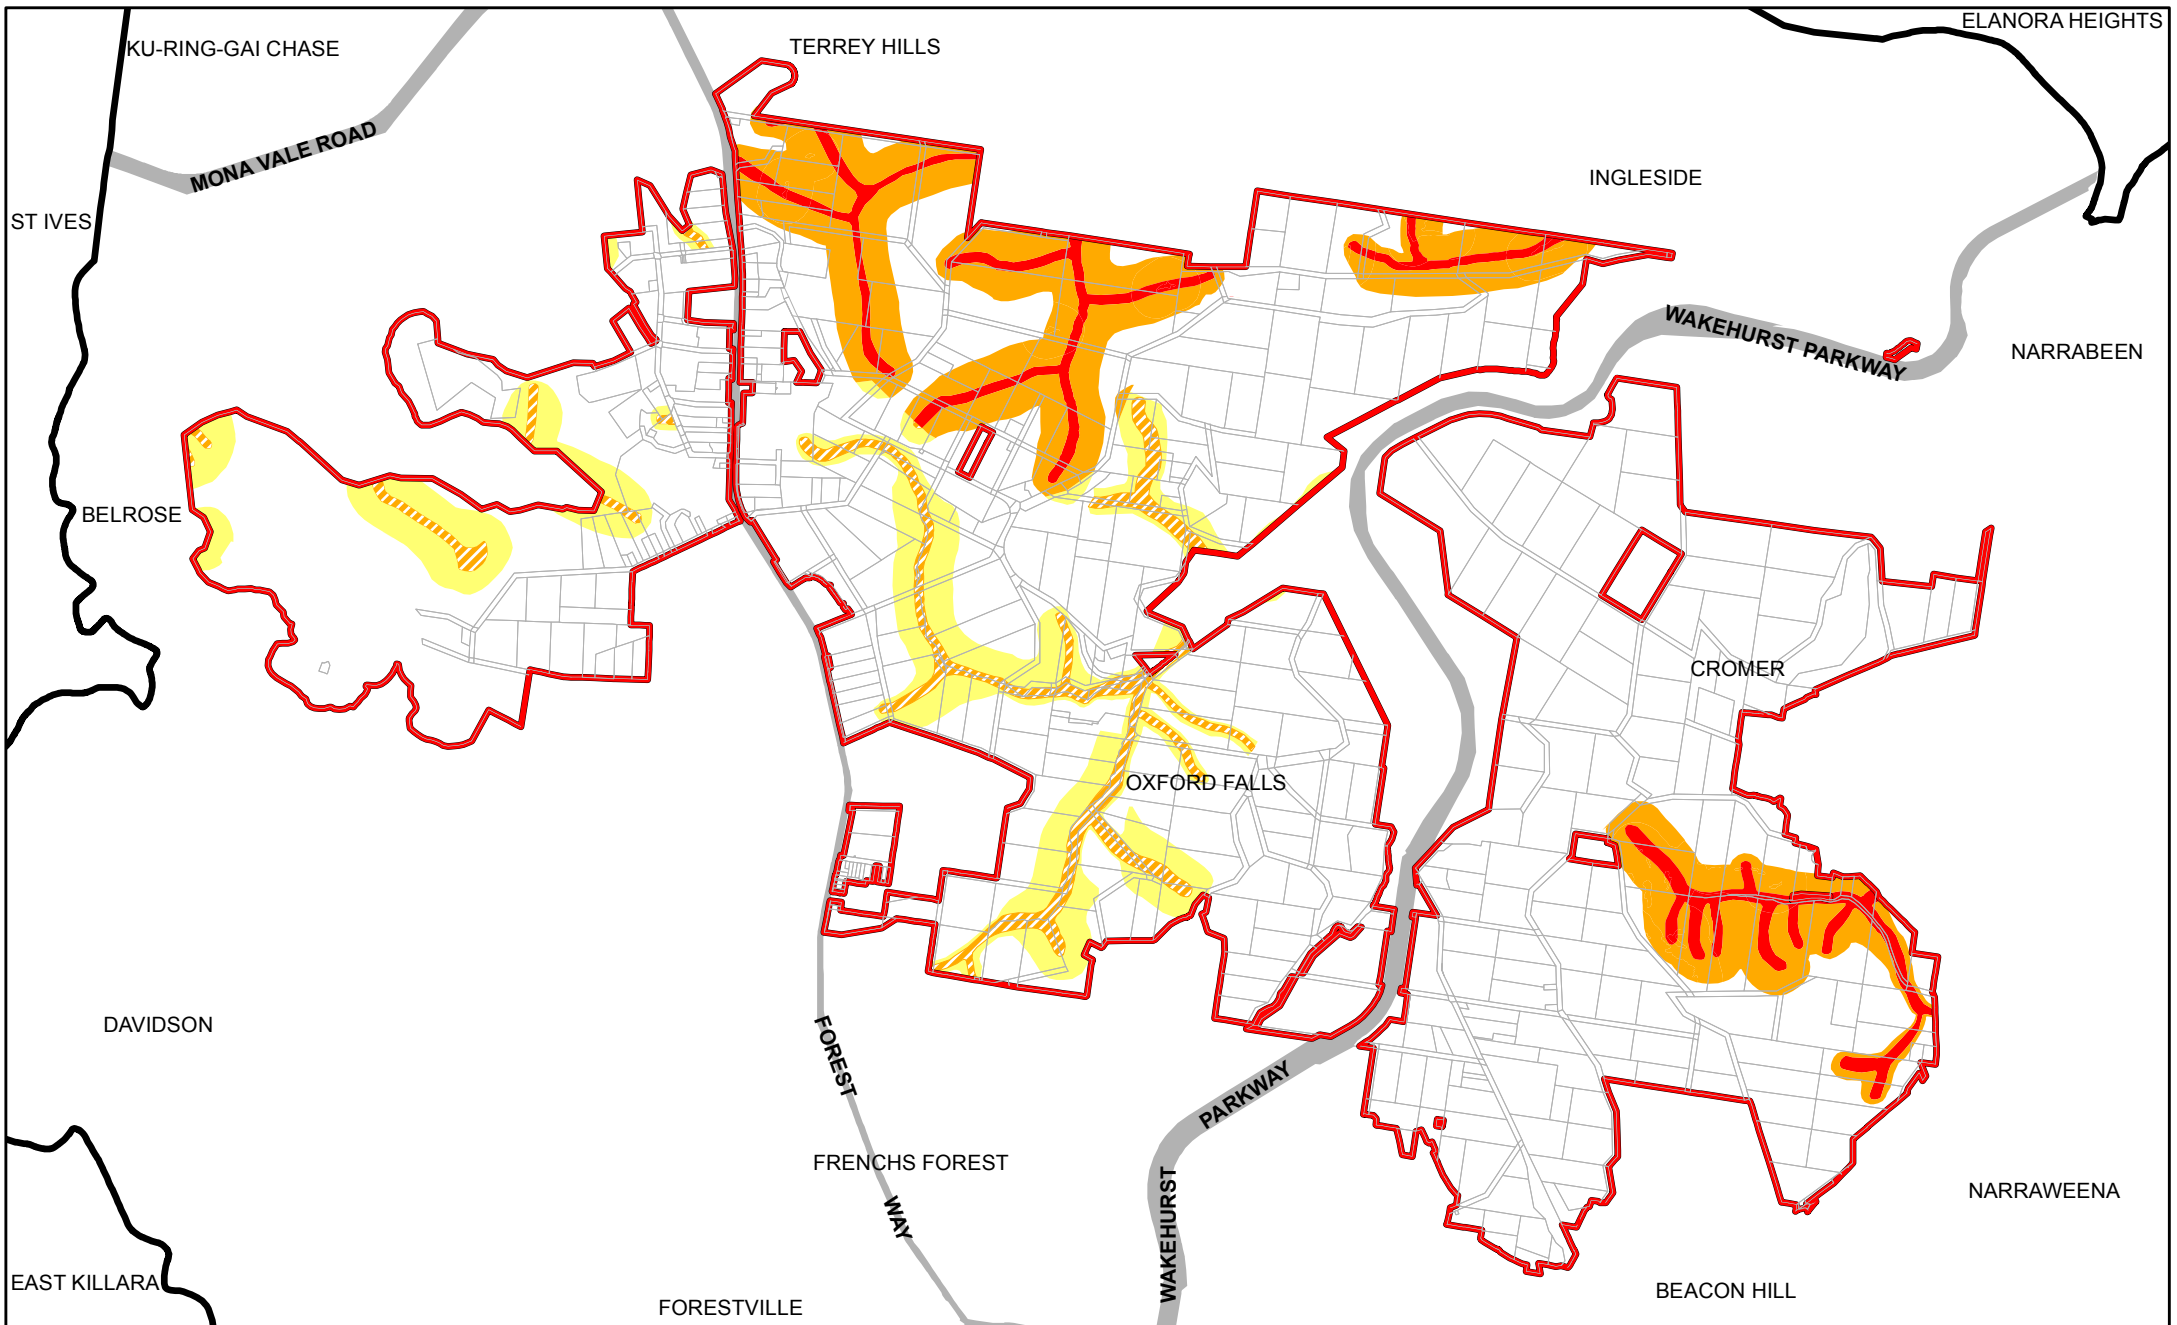 ELANORA HEIGHTS
KU-RING-GAI CHASE
TERREY HILLS
MONA VALE ROAD
INGLESIDE
ST IVES
WAKEHURST PARKWAY
NARRABEEN
BELROSE
CROMER
OXFORD FALLS
DAVIDSON
FOREST
WAY
PARKWAY
WAKEHURST
FRENCHS FOREST
NARRAWEENA
EAST KILLARA
BEACON HILL
FORESTVILLE